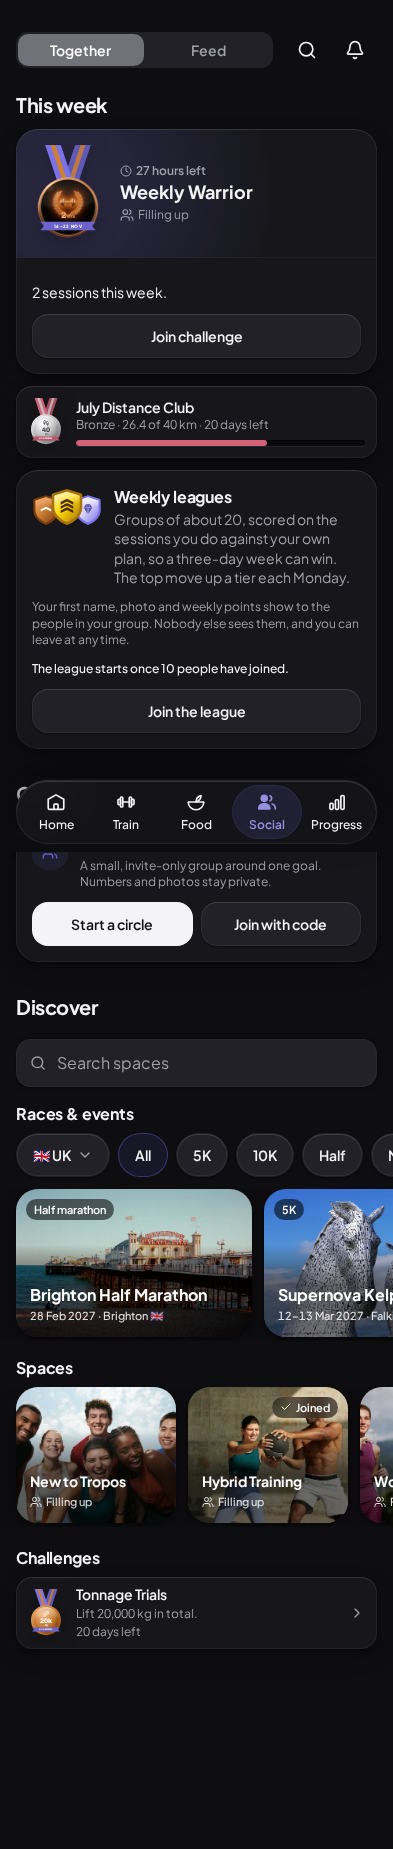 Together
Feed
This week
27 hours left
Weekly Warrior
Filling up
2 sessions this week.
Join challenge
July Distance Club
Bronze · 26.4 of 40 km · 20 days left
Weekly leagues
Groups of about 20, scored on the
sessions you do against your own
plan, so a three-day week can win.
The top move up a tier each Monday.
Your first name, photo and weekly points show to the
people in your group. Nobody else sees them, and you can
leave at any time.
The league starts once 10 people have joined.
Join the league
Home
Train
Food
Social
Progress
A small, invite-only group around one goal.
Numbers and photos stay private.
Start a circle
Join with code
Discover
Search spaces
Races & events
UK
All
5K
10K
Half
Half marathon
Brighton Half Marathon
28 Feb 2027 · Brighton
5K
Supernova Kelp
12–13 Mar 2027 · Falki
Spaces
New to Tropos
Filling up
Joined
Hybrid Training
Filling up
Wo
Challenges
20k
Tonnage Trials
Lift 20,000 kg in total.
20 days left